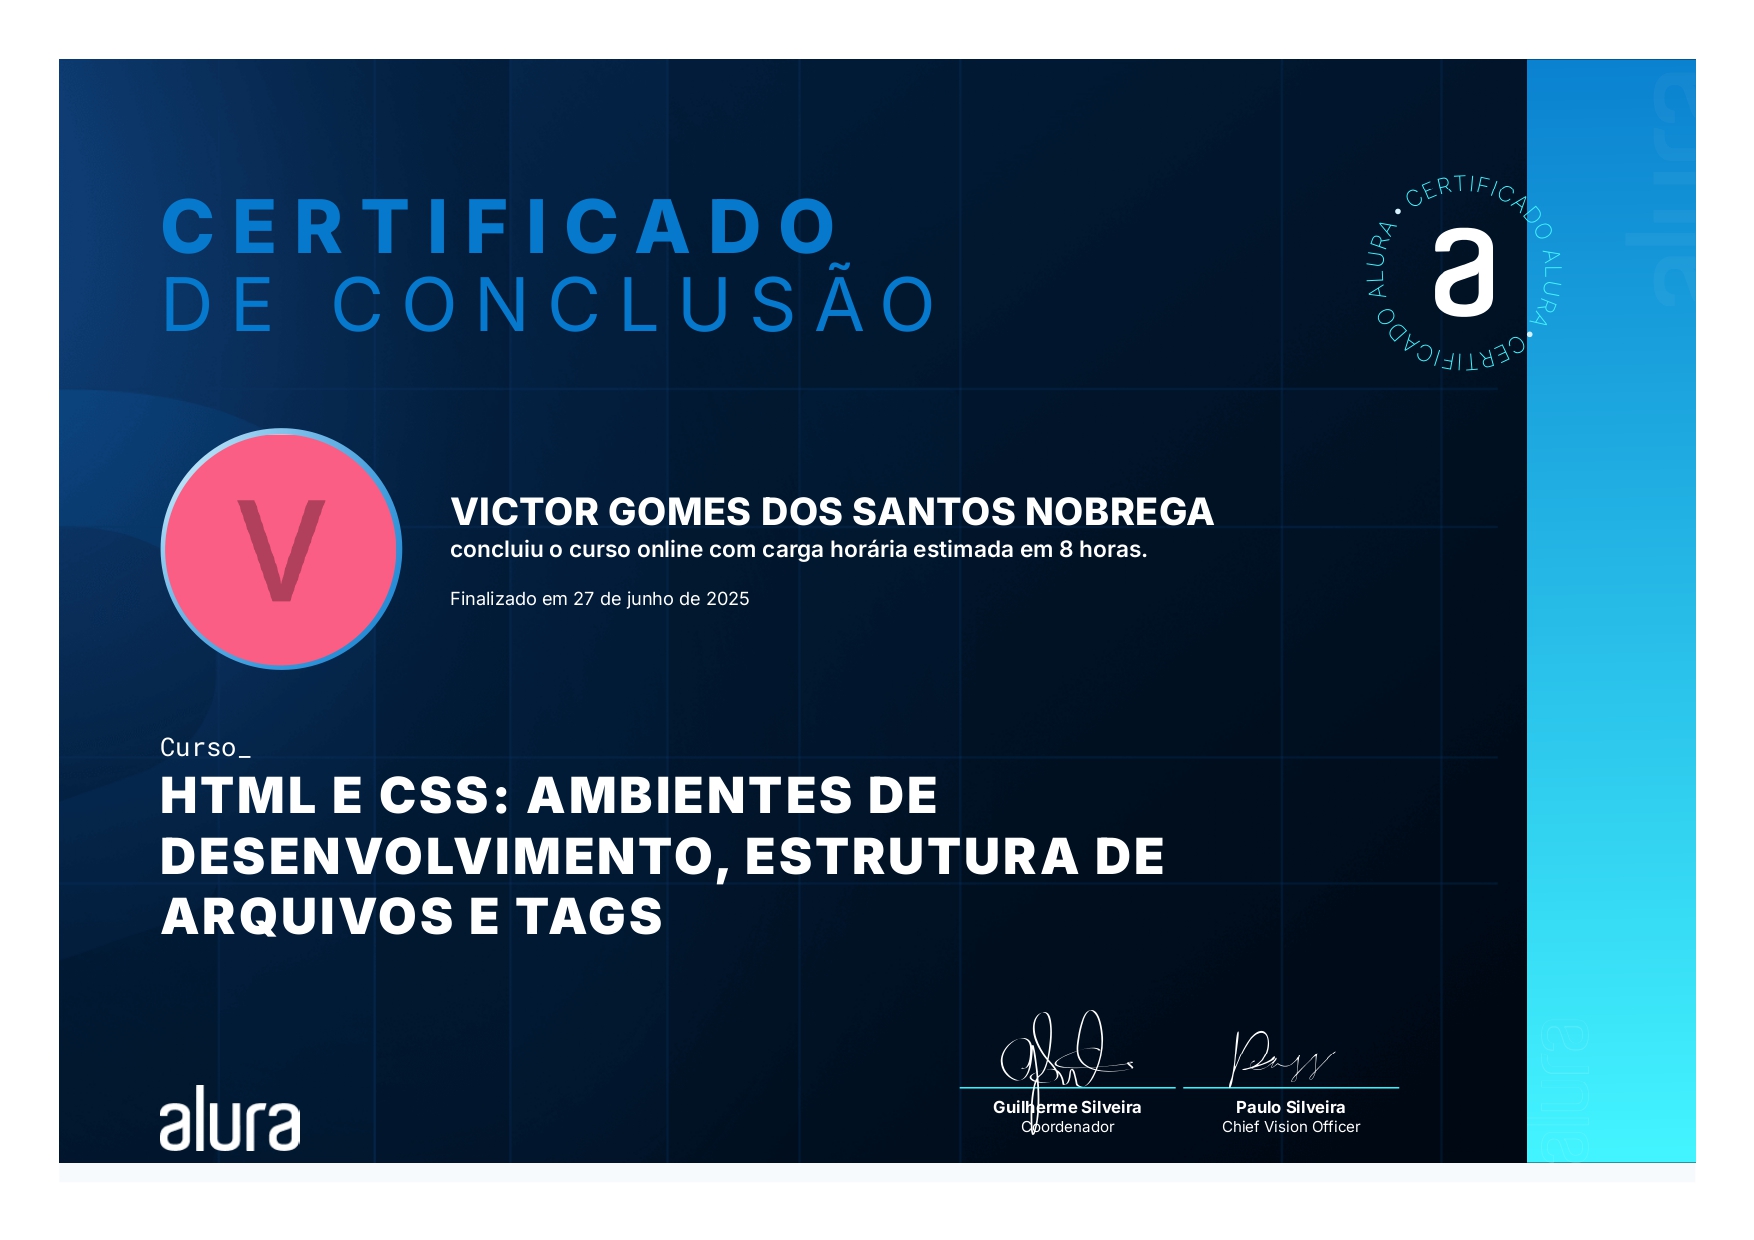 CERTIFICADO
DE CONCLUSÃO
CERTIFICADO ALURA • CERTIFICADO ALURA •
a
alura
V
VICTOR GOMES DOS SANTOS NOBREGA
concluiu o curso online com carga horária estimada em 8 horas.
Finalizado em 27 de junho de 2025
Curso_
HTML E CSS: AMBIENTES DE
DESENVOLVIMENTO, ESTRUTURA DE
ARQUIVOS E TAGS
Guilherme Silveira
Coordenador
Paulo Silveira
Chief Vision Officer
alura
alura